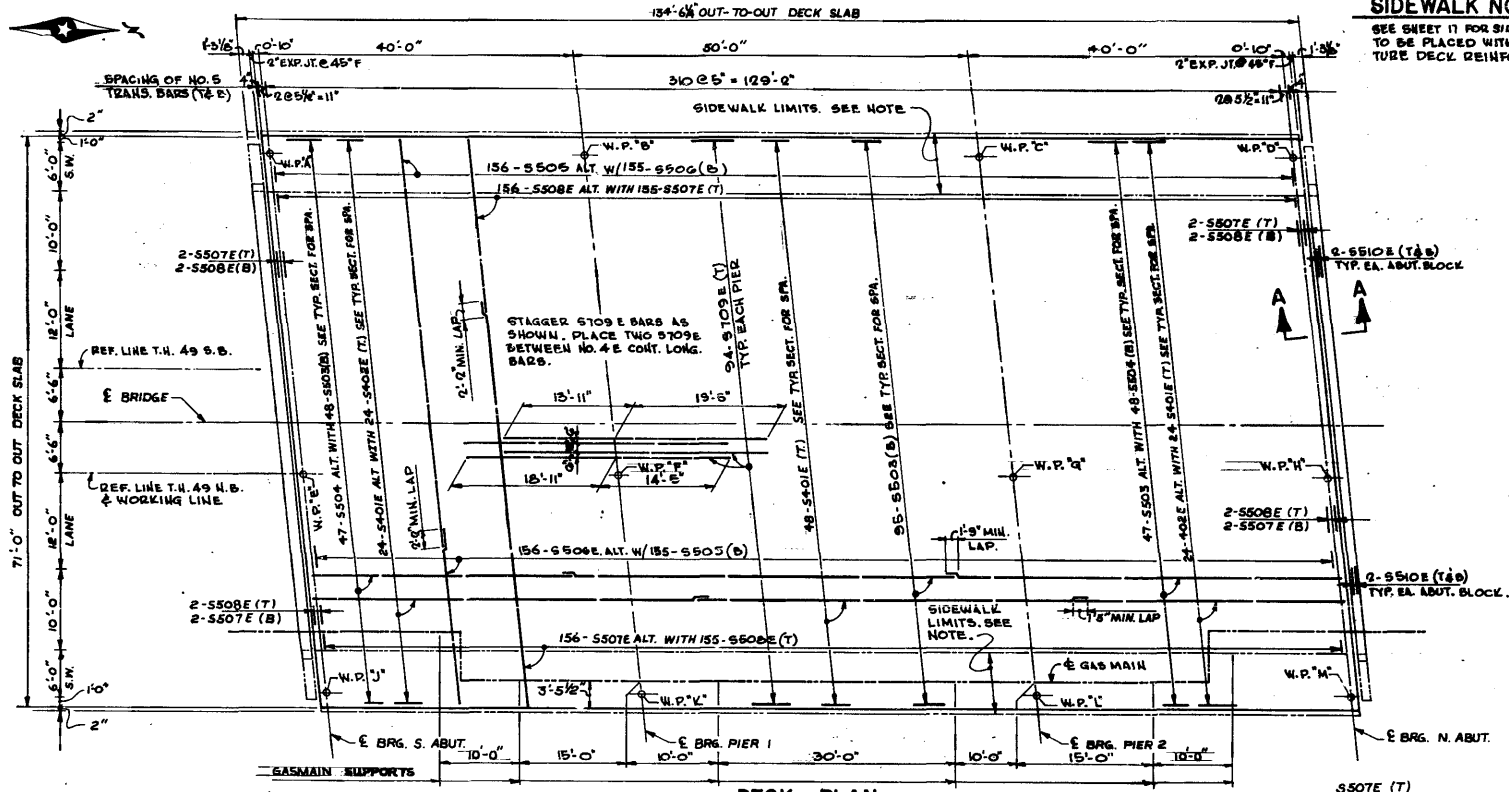 134'-6¼" OUT-TO-OUT DECK SLAB
SIDEWALK NO
SEE SHEET 17 FOR SI
TO BE PLACED WITH
TURE DECK REINF
1'-3⅛"
0'-10"
40'-0"
50'-0"
40'-0"
0'-10"
1'-3⅛"
2" EXP. JT. @ 45° F
2" EXP. JT. @ 45° F
SPACING OF NO. 5
TRANS. BARS (T & B)
4"
310 @ 5" = 129'-2"
4"
2 @ 5½" = 11"
2 @ 5½" = 11"
SIDEWALK LIMITS. SEE NOTE
2"
1'-0"
6'-0"
S.W.
W.P. "A"
W.P. "B"
W.P. "C"
W.P. "D"
156-S505 ALT. W/155-S506 (B)
156-S508E ALT. WITH 155-S507E (T)
10'-0"
2-S507E (T)
2-S508E (B)
2-S507E (T)
2-S508E (B)
2-S510E (T & B)
TYP. EA. ABUT. BLOCK
12'-0"
LANE
A
A
2'-2" MIN. LAP
STAGGER S709E BARS AS
SHOWN. PLACE TWO S709E
BETWEEN NO. 4E CONT. LONG.
BARS.
94-S709E (T)
TYP. EACH PIER
REF. LINE T.H. 49 S.B.
6'-6"
13'-11"
19'-5"
℄ BRIDGE
71'-0" OUT TO OUT DECK SLAB
6'-6"
W.P. "F"
18'-11"
14'-5"
REF. LINE T.H. 49 N.B.
& WORKING LINE
W.P. "E"
W.P. "G"
W.P. "H"
47-S504 ALT. WITH 48-S503 (B) SEE TYP. SECT. FOR SPA.
24-S401E ALT WITH 24-S402E (T) SEE TYP. SECT. FOR SPA.
48-S401E (T) SEE TYP. SECT. FOR SPA.
95-S503 (B) SEE TYP. SECT. FOR SPA.
47-S503 ALT. WITH 48-S504 (B) SEE TYP. SECT. FOR SPA.
24-402E ALT. WITH 24 S401E (T) SEE TYP. SECT. FOR SPA.
12'-0"
LANE
MIN. LAP
2-S508E (T)
2-S507E (B)
156-S506E ALT. W/155-S505 (B)
1'-9" MIN.
LAP.
2-S510E (T & B)
TYP. EA. ABUT. BLOCK.
10'-0"
2-S508E (T)
2-S507E (B)
1'-5" MIN. LAP
SIDEWALK
LIMITS. SEE
NOTE.
156-S507E ALT. WITH 155-S508E (T)
℄ GAS MAIN
6'-0"
S.W.
1'-0"
2"
W.P. "J"
3'-5½"
W.P. "K"
W.P. "L"
W.P. "M"
℄ BRG. S. ABUT.
℄ BRG. PIER 1
℄ BRG. PIER 2
℄ BRG. N. ABUT.
10'-0"
15'-0"
10'-0"
30'-0"
10'-0"
15'-0"
10'-0"
GASMAIN SUPPORTS
DECK PLAN
S507E (T)